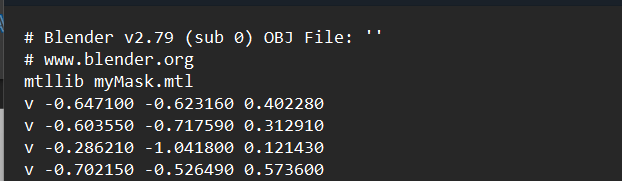 # Blender v2.79 (sub 0) OBJ File: ''
# www.blender.org
mtllib myMask.mtl
v -0.647100 -0.623160 0.402280
v -0.603550 -0.717590 0.312910
v -0.286210 -1.041800 0.121430
v -0.702150 -0.526490 0.573600